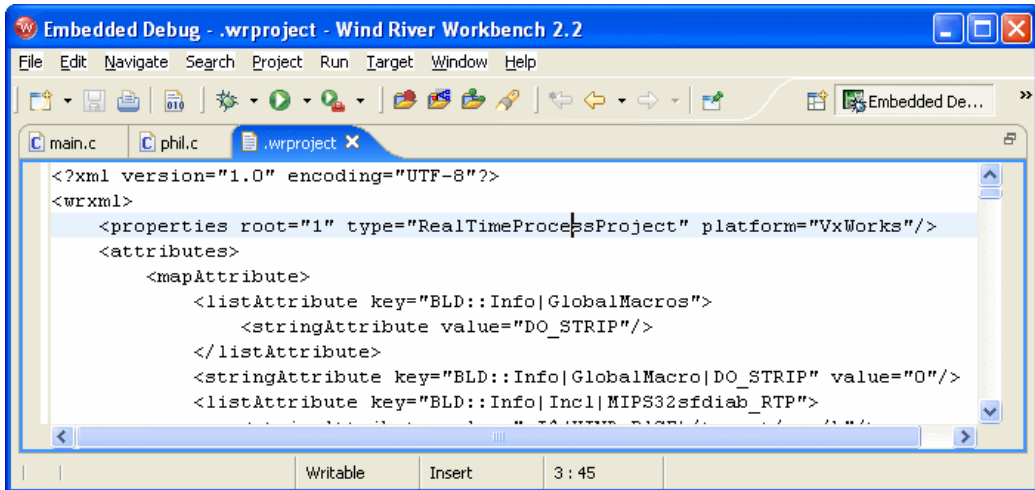 Embedded Debug - .wrproject - Wind River Workbench 2.2
File Edit Navigate Search Project Run Target Window Help
010 Embedded De... »
main.c phil.c .wrproject
<?xml version="1.0" encoding="UTF-8"?>
<wrxml>
<properties root="1" type="RealTimeProcessProject" platform="VxWorks"/>
<attributes>
<mapAttribute>
<listAttribute key="BLD::Info|GlobalMacros">
<stringAttribute value="DO_STRIP"/>
</listAttribute>
<stringAttribute key="BLD::Info|GlobalMacro|DO_STRIP" value="0"/>
<listAttribute key="BLD::Info|Incl|MIPS32sfdiab_RTP">
Writable Insert 3 : 45